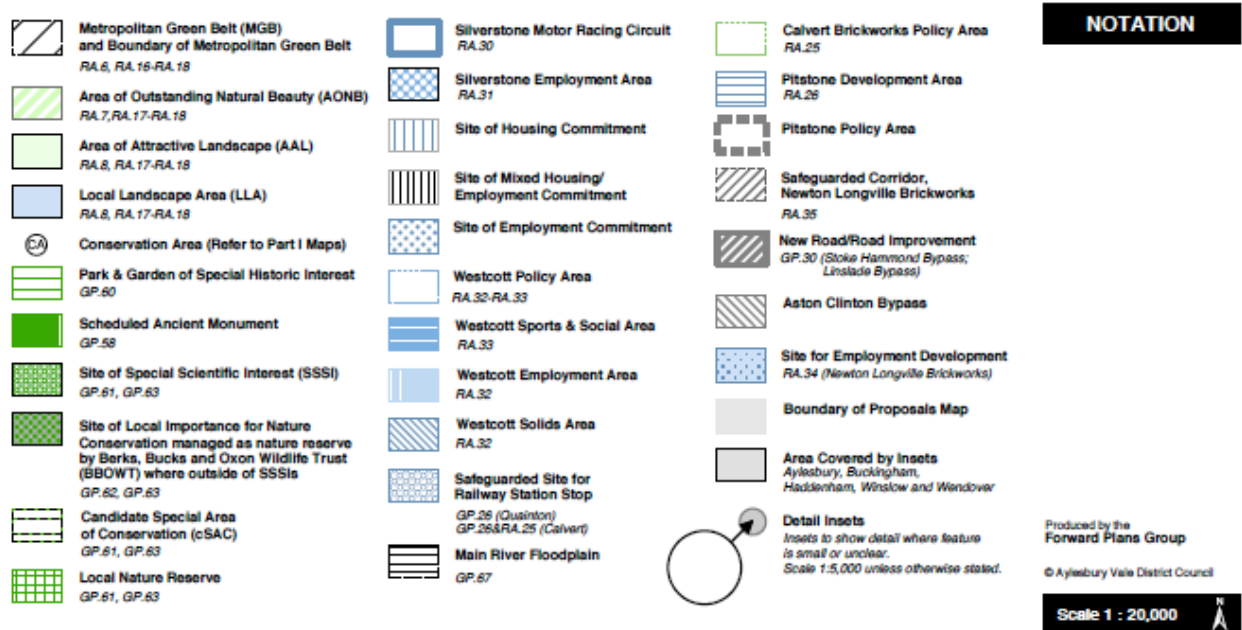 Metropolitan Green Belt (MGB)
and Boundary of Metropolitan Green Belt
RA.6, RA.16-RA.18
Area of Outstanding Natural Beauty (AONB)
RA.7,RA.17-RA.18
Area of Attractive Landscape (AAL)
RA.8, RA.17-RA.18
Local Landscape Area (LLA)
RA.8, RA.17-RA.18
CA
Conservation Area (Refer to Part I Maps)
Park & Garden of Special Historic Interest
GP.60
Scheduled Ancient Monument
GP.58
Site of Special Scientific Interest (SSSI)
GP.61, GP.63
Site of Local Importance for Nature
Conservation managed as nature reserve
by Berks, Bucks and Oxon Wildlife Trust
(BBOWT) where outside of SSSIs
GP.62, GP.63
Candidate Special Area
of Conservation (cSAC)
GP.61, GP.63
Local Nature Reserve
GP.61, GP.63
Silverstone Motor Racing Circuit
RA.30
Silverstone Employment Area
RA.31
Site of Housing Commitment
Site of Mixed Housing/
Employment Commitment
Site of Employment Commitment
Westcott Policy Area
RA.32-RA.33
Westcott Sports & Social Area
RA.33
Westcott Employment Area
RA.32
Westcott Solids Area
RA.32
Safeguarded Site for
Railway Station Stop
GP.26 (Quainton)
GP.26&RA.25 (Calvert)
Main River Floodplain
GP.67
Calvert Brickworks Policy Area
RA.25
Pitstone Development Area
RA.26
Pitstone Policy Area
Safeguarded Corridor,
Newton Longville Brickworks
RA.35
New Road/Road Improvement
GP.30 (Stoke Hammond Bypass;
Linslade Bypass)
Aston Clinton Bypass
Site for Employment Development
RA.34 (Newton Longville Brickworks)
Boundary of Proposals Map
Area Covered by Insets
Aylesbury, Buckingham,
Haddenham, Winslow and Wendover
Detail Insets
Insets to show detail where feature
is small or unclear.
Scale 1:5,000 unless otherwise stated.
NOTATION
Produced by the
Forward Plans Group
© Aylesbury Vale District Council
Scale 1 : 20,000
N